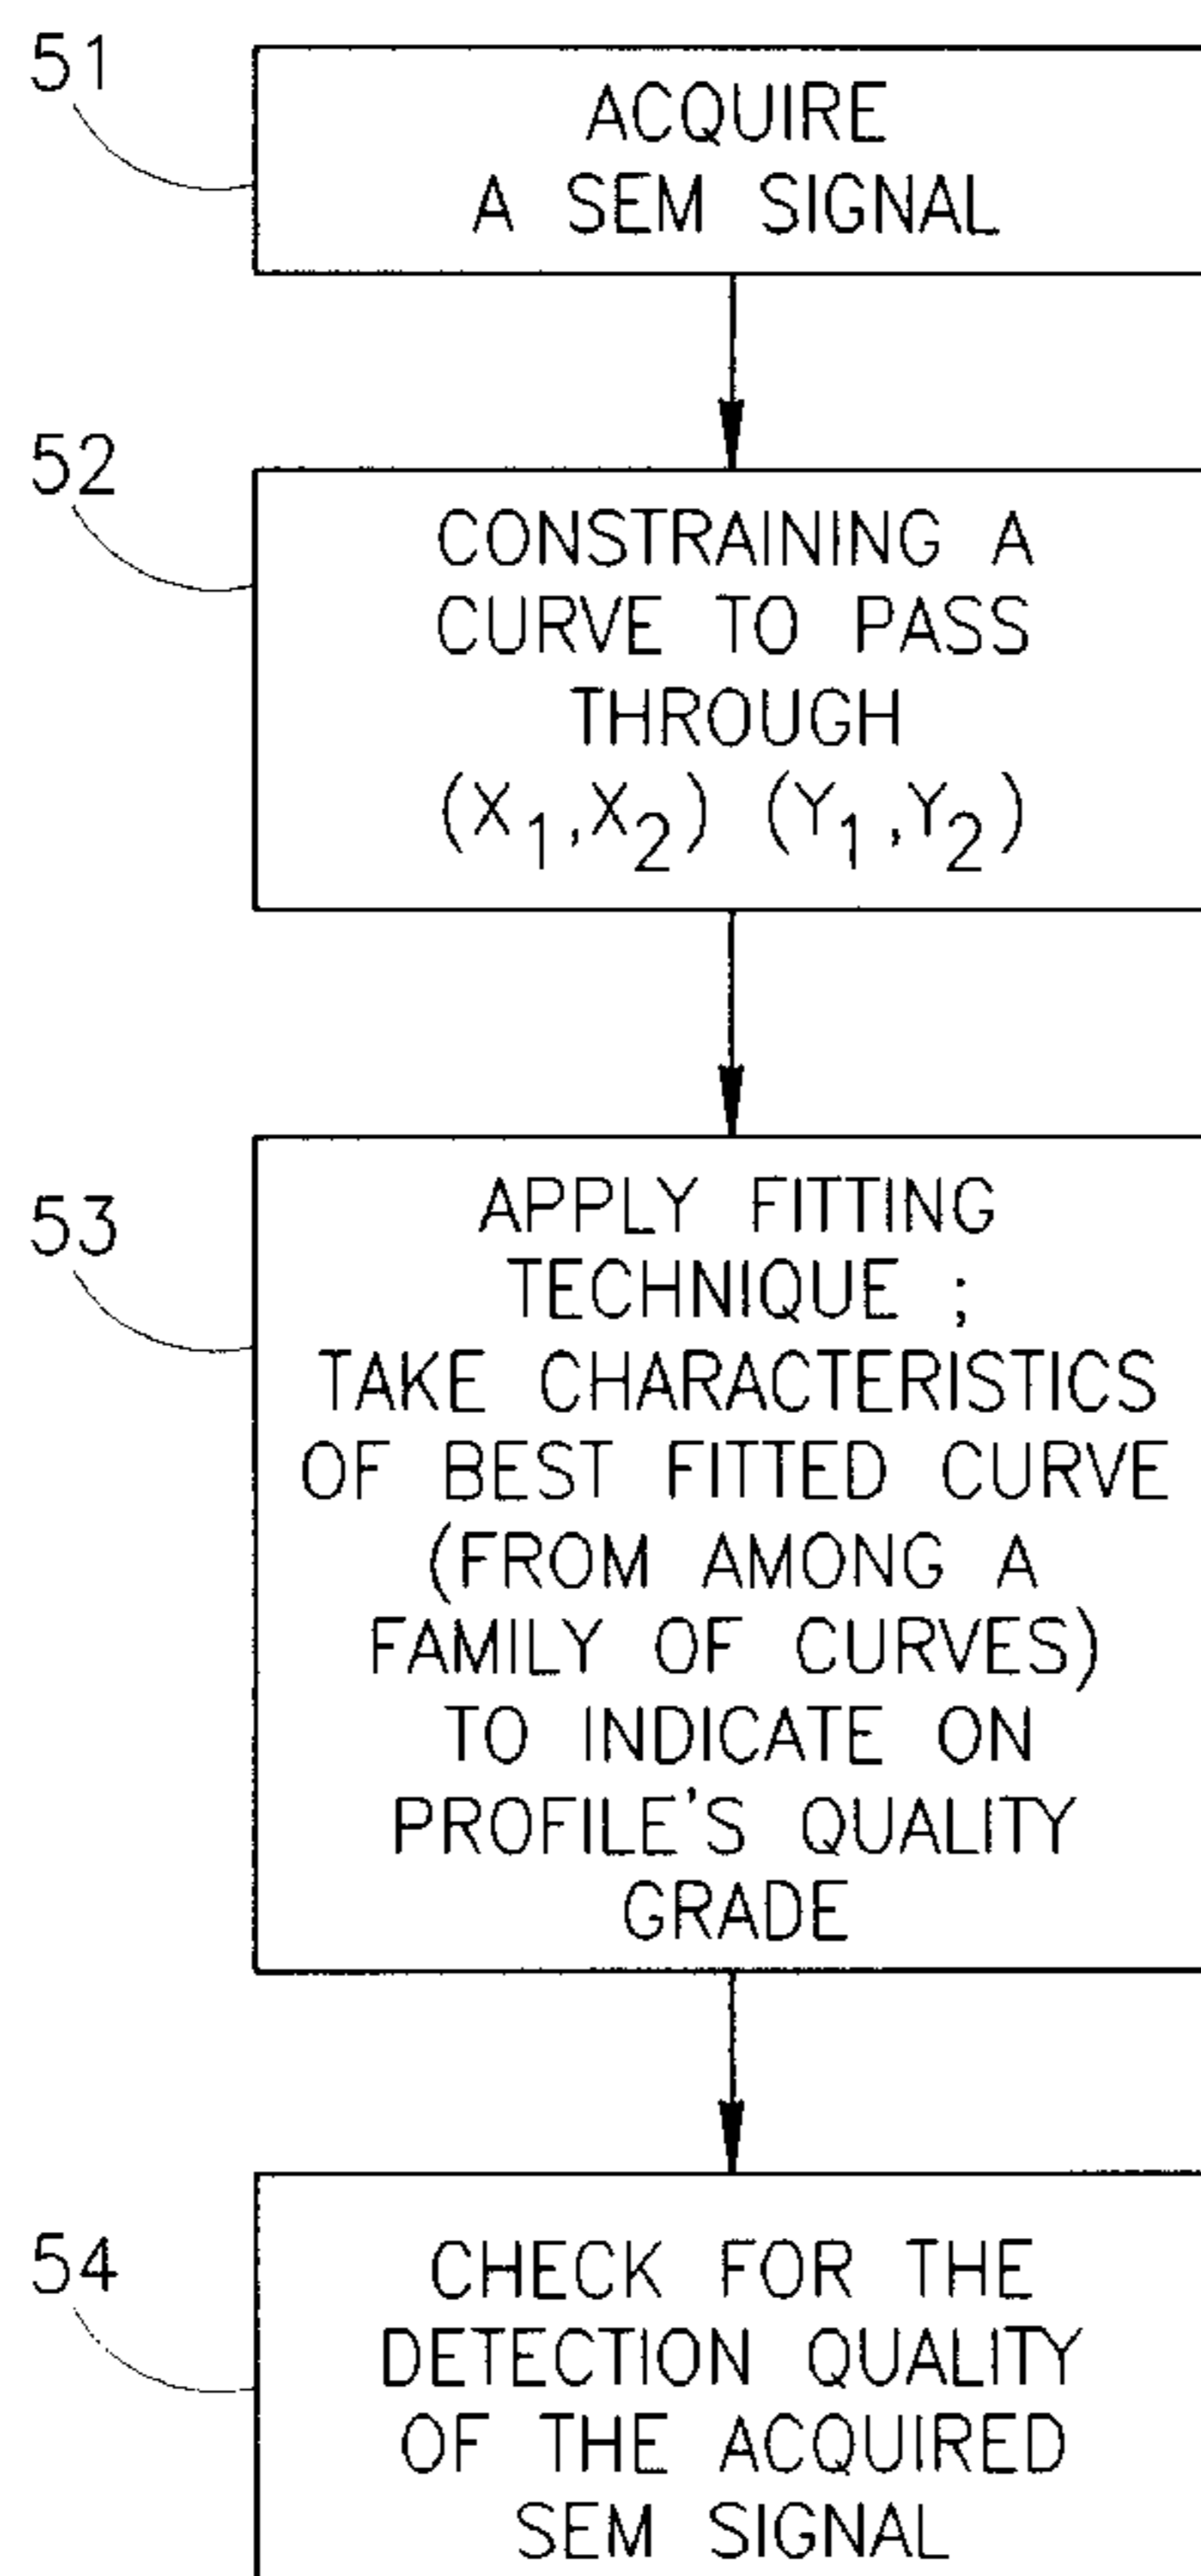 51
ACQUIRE
A SEM SIGNAL
52
CONSTRAINING A
CURVE TO PASS
THROUGH
(X₁,X₂) (Y₁,Y₂)
53
APPLY FITTING
TECHNIQUE ;
TAKE CHARACTERISTICS
OF BEST FITTED CURVE
(FROM AMONG A
FAMILY OF CURVES)
TO INDICATE ON
PROFILE'S QUALITY
GRADE
54
CHECK FOR THE
DETECTION QUALITY
OF THE ACQUIRED
SEM SIGNAL